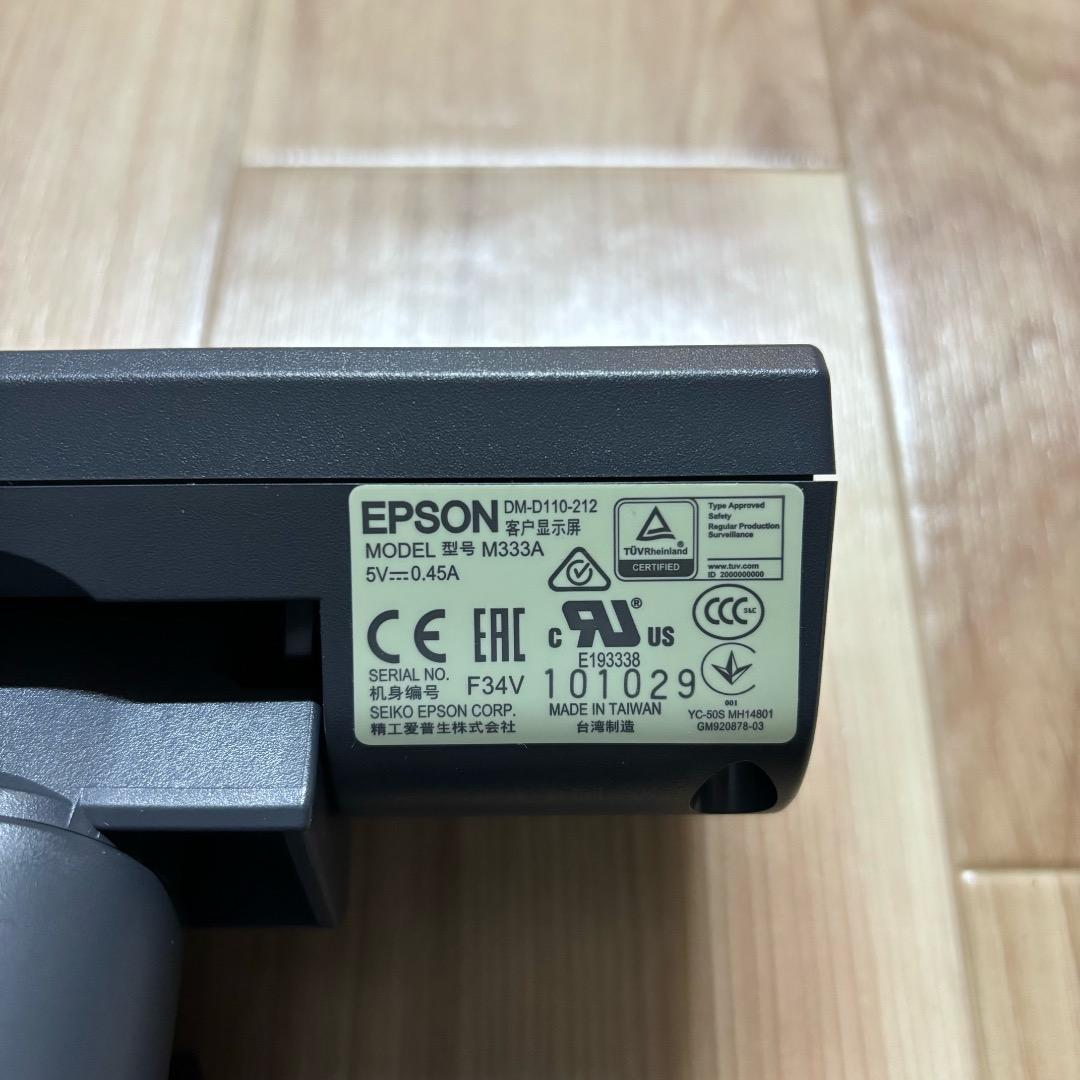 EPSON DM-D110-212
客户显示屏
MODEL 型号 M333A
5V⎓0.45A
TÜVRheinland
CERTIFIED
Type Approved
Safety
Regular Production
Surveillance
www.tuv.com
ID 2000000000
CE EAC c RU® US
E193338
CCC S&E
SERIAL NO.
机身编号 F34V 101029
SEIKO EPSON CORP. MADE IN TAIWAN
精工爱普生株式会社 台湾制造
001
YC-50S MH14801
GM920878-03